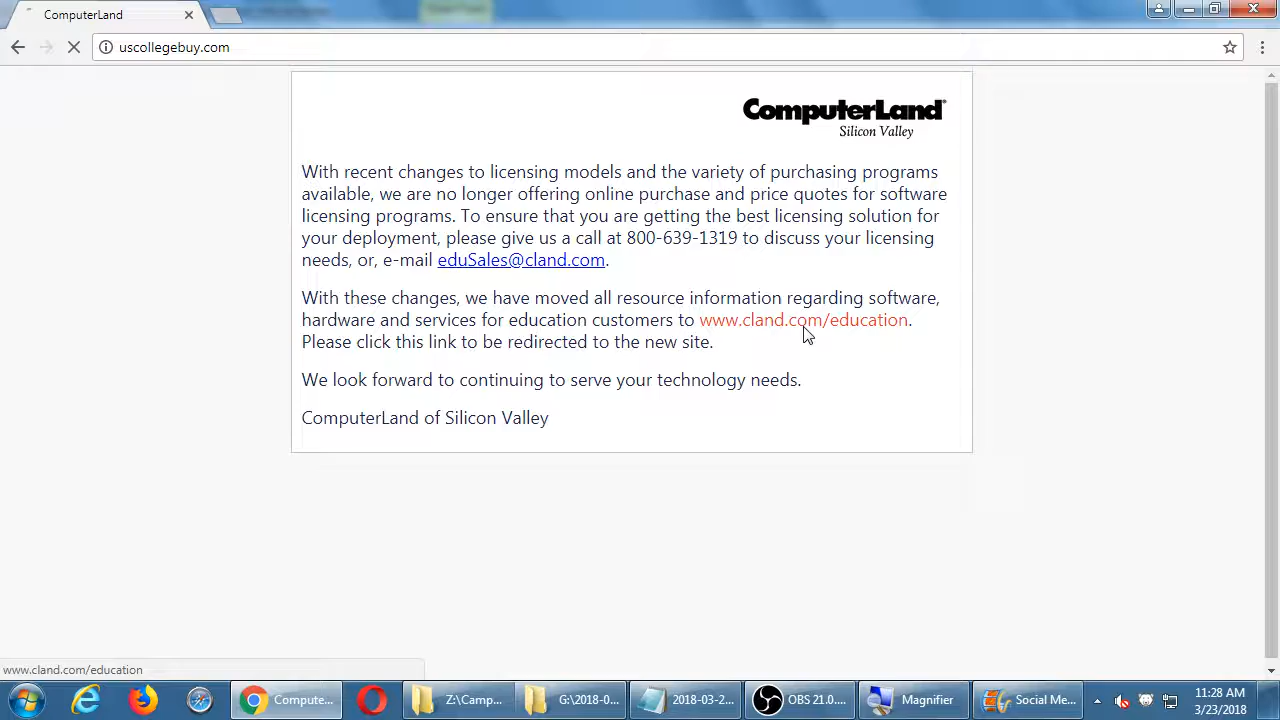 ComputerLand
uscollegebuy.com
ComputerLand®
Silicon Valley
With recent changes to licensing models and the variety of purchasing programs
available, we are no longer offering online purchase and price quotes for software
licensing programs. To ensure that you are getting the best licensing solution for
your deployment, please give us a call at 800-639-1319 to discuss your licensing
needs, or, e-mail eduSales@cland.com.
With these changes, we have moved all resource information regarding software,
hardware and services for education customers to www.cland.com/education.
Please click this link to be redirected to the new site.
We look forward to continuing to serve your technology needs.
ComputerLand of Silicon Valley
www.cland.com/education
Compute...
Z:\Camp...
G:\2018-0...
2018-03-2...
OBS 21.0....
Magnifier
Social Me...
11:28 AM
3/23/2018